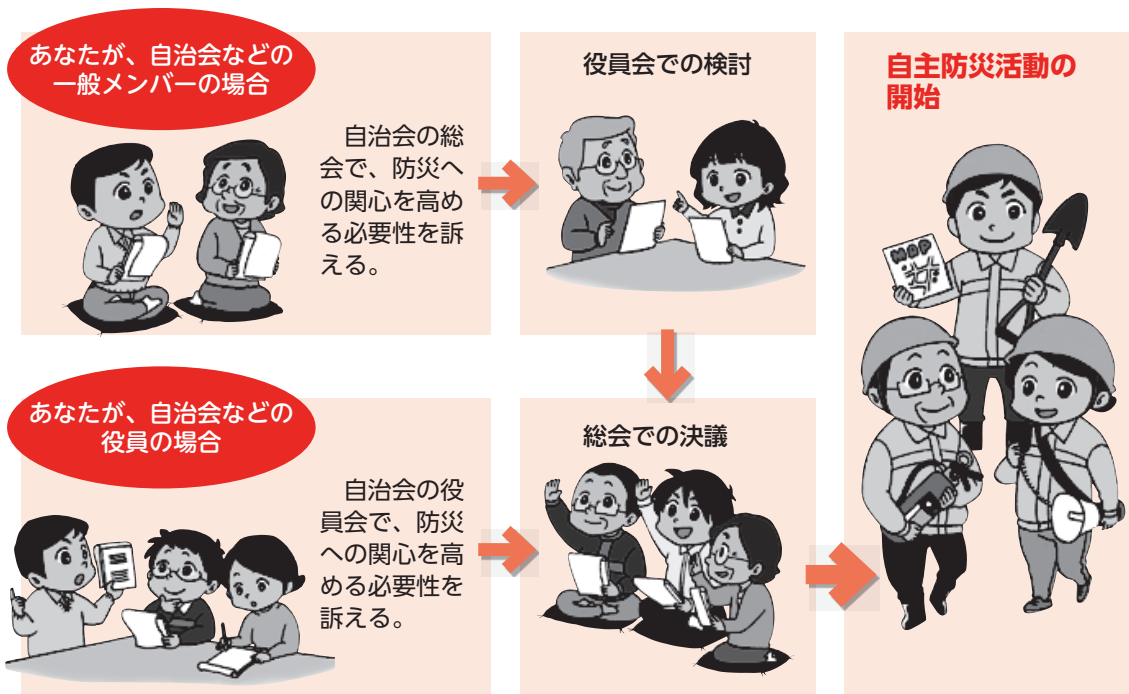 あなたが、自治会などの
一般メンバーの場合
　自治会の総
会で、防災へ
の関心を高め
る必要性を訴
える。
役員会での検討
あなたが、自治会などの
役員の場合
　自治会の役
員会で、防災
への関心を高
める必要性を
訴える。
総会での決議
自主防災活動の
開始
MAP